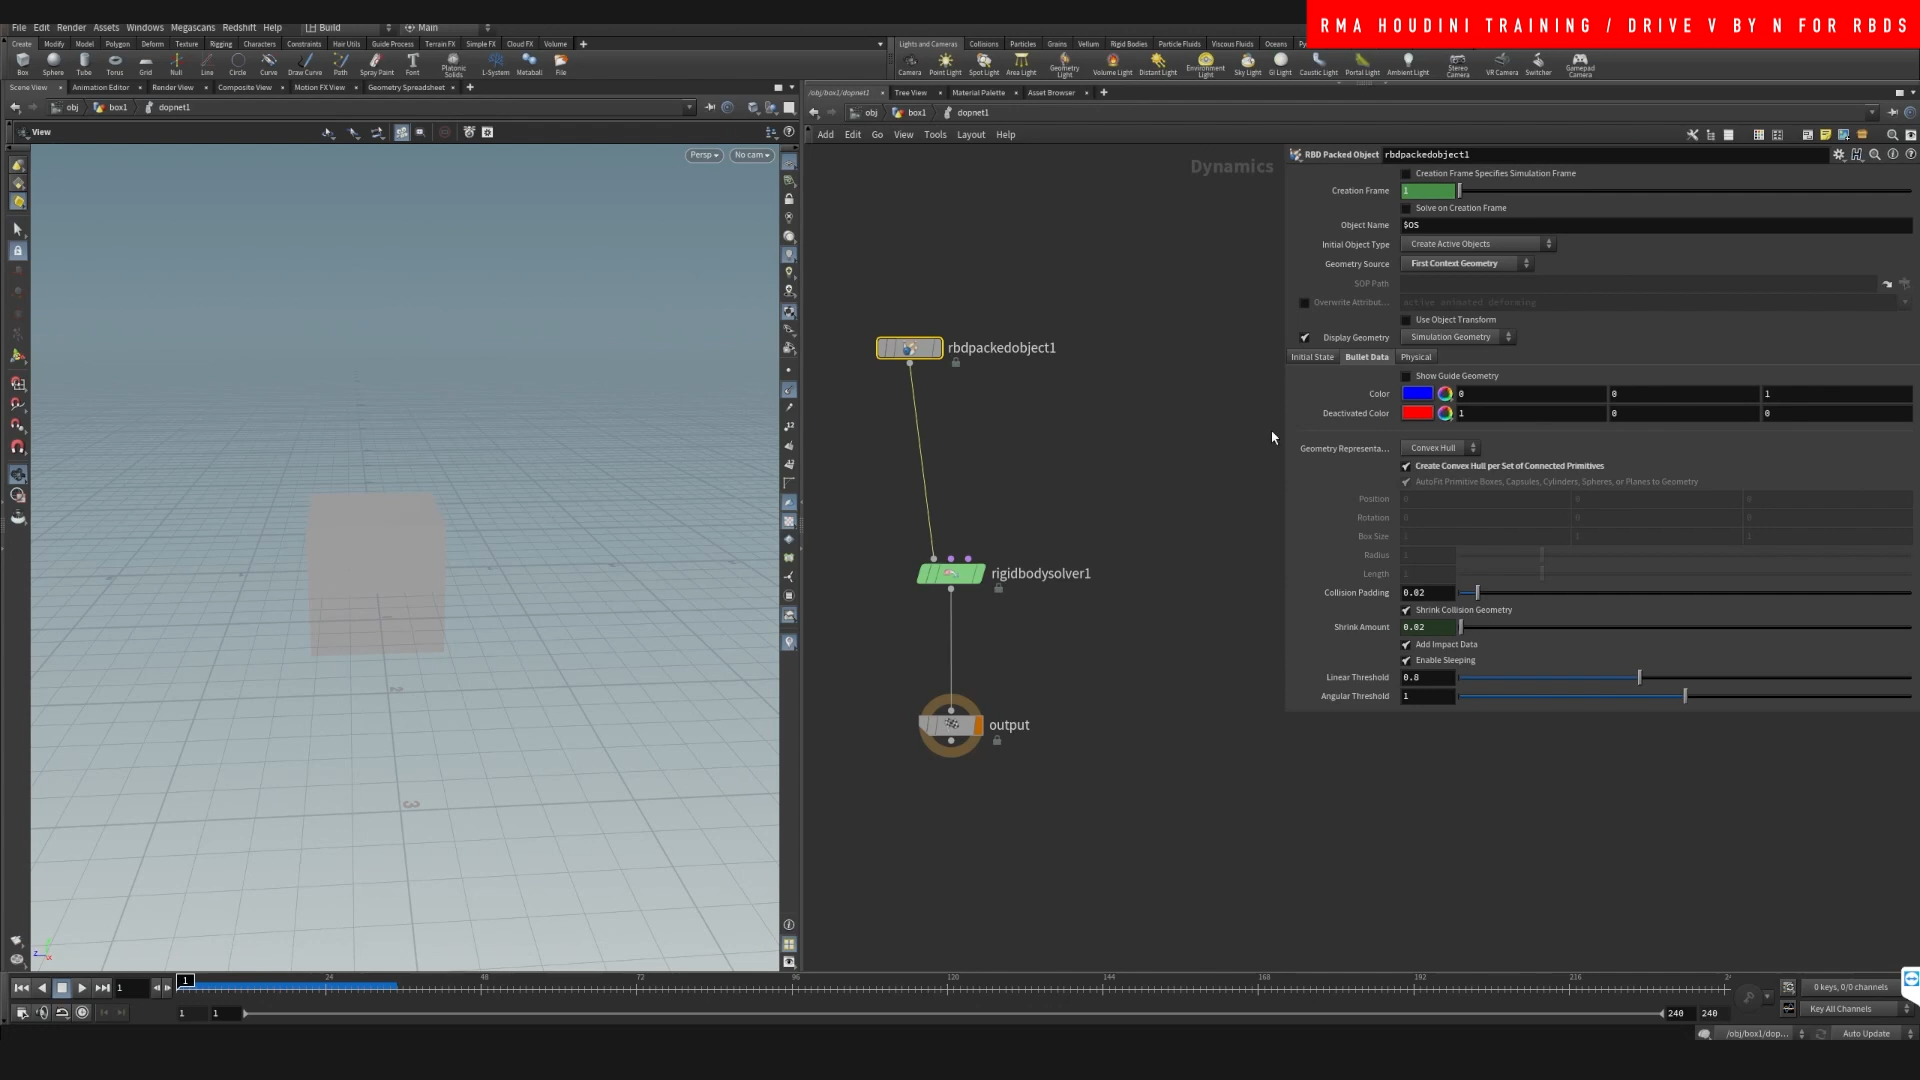 RMA HOUDINI TRAINING / DRIVE V BY N FOR RBDS
File Edit Render Assets Windows Megascans Redshift Help Build Main
Create Modify Model Polygon Deform Texture Rigging Characters Constraints Hair Utils Guide Process Terrain FX Simple FX Cloud FX Volume
Lights and Cameras Collisions Particles Grains Vellum Rigid Bodies Particle Fluids Viscous Fluids Oceans
Box Sphere Tube Torus Grid Null Line Circle Curve Draw Curve Path Spray Paint Font Platonic Solids L-System Metaball File
Camera Point Light Spot Light Area Light Geometry Light Volume Light Distant Light Environment Light Sky Light GI Light Caustic Light Portal Light Ambient Light Stereo Camera VR Camera Switcher Gamepad Camera
Scene View Animation Editor Render View Composite View Motion FX View Geometry Spreadsheet
/obj/box1/dopnet1 Tree View Material Palette Asset Browser
obj box1 dopnet1
obj box1 dopnet1
View
Add Edit Go View Tools Layout Help
Persp No cam
Dynamics
RBD Packed Object rbdpackedobject1
Creation Frame Specifies Simulation Frame
Creation Frame 1
Solve on Creation Frame
Object Name $OS
Initial Object Type Create Active Objects
Geometry Source First Context Geometry
SOP Path
Overwrite Attribut... active animated deforming
Use Object Transform
Display Geometry Simulation Geometry
Initial State Bullet Data Physical
Show Guide Geometry
Color 0 0 1
Deactivated Color 1 0 0
Geometry Representa... Convex Hull
Create Convex Hull per Set of Connected Primitives
AutoFit Primitive Boxes, Capsules, Cylinders, Spheres, or Planes to Geometry
Position 0 0 0
Rotation 0 0 0
Box Size 1 1 1
Radius 1
Length 1
Collision Padding 0.02
Shrink Collision Geometry
Shrink Amount 0.02
Add Impact Data
Enable Sleeping
Linear Threshold 0.8
Angular Threshold 1
rbdpackedobject1
rigidbodysolver1
output
2
3
z x
1 1 24 48 72 96 120 144 168 192 216
0 keys, 0/0 channels
1 1 240 240 Key All Channels
/obj/box1/dop... Auto Update